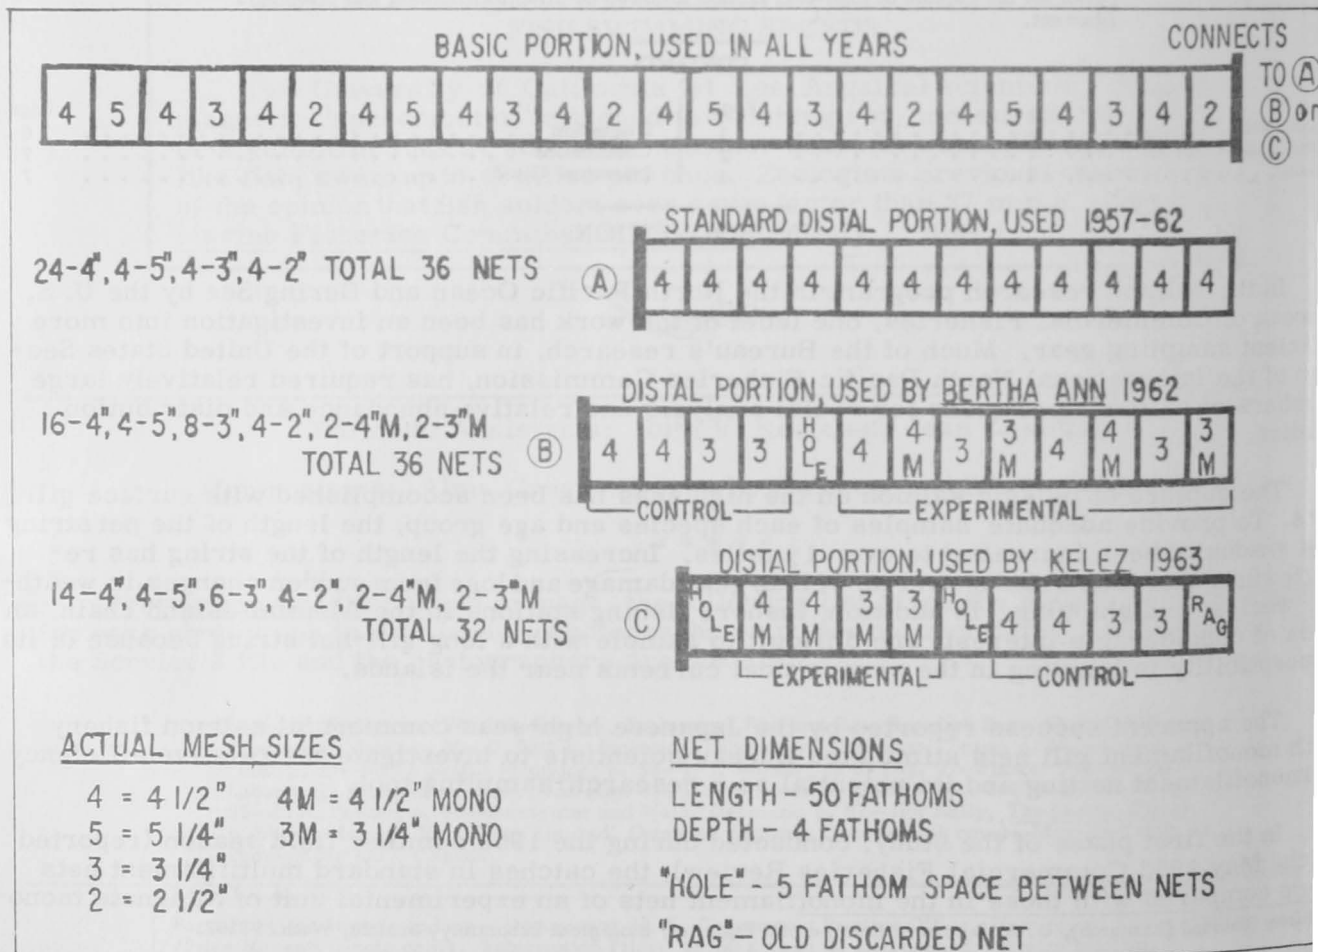 BASIC PORTION, USED IN ALL YEARS
CONNECTS
TO Ⓐ
Ⓑ or
Ⓒ
4 5 4 3 4 2 4 5 4 3 4 2 4 5 4 3 4 2 4 5 4 3 4 2
STANDARD DISTAL PORTION, USED 1957-62
24-4", 4-5", 4-3", 4-2" TOTAL 36 NETS
Ⓐ 4 4 4 4 4 4 4 4 4 4 4 4
DISTAL PORTION, USED BY BERTHA ANN 1962
16-4", 4-5", 8-3", 4-2", 2-4"M, 2-3"M
TOTAL 36 NETS
Ⓑ 4 4 3 3 HOLE 4 4M 3 3M 4 4M 3 3M
CONTROL EXPERIMENTAL
DISTAL PORTION, USED BY KELEZ 1963
14-4", 4-5", 6-3", 4-2", 2-4"M, 2-3"M
TOTAL 32 NETS
Ⓒ HOLE 4M 4M 3M 3M HOLE 4 4 3 3 RAG
EXPERIMENTAL CONTROL
ACTUAL MESH SIZES
4 = 4 1/2" 4M = 4 1/2" MONO
5 = 5 1/4" 3M = 3 1/4" MONO
3 = 3 1/4"
2 = 2 1/2"
NET DIMENSIONS
LENGTH - 50 FATHOMS
DEPTH - 4 FATHOMS
"HOLE" - 5 FATHOM SPACE BETWEEN NETS
"RAG" - OLD DISCARDED NET